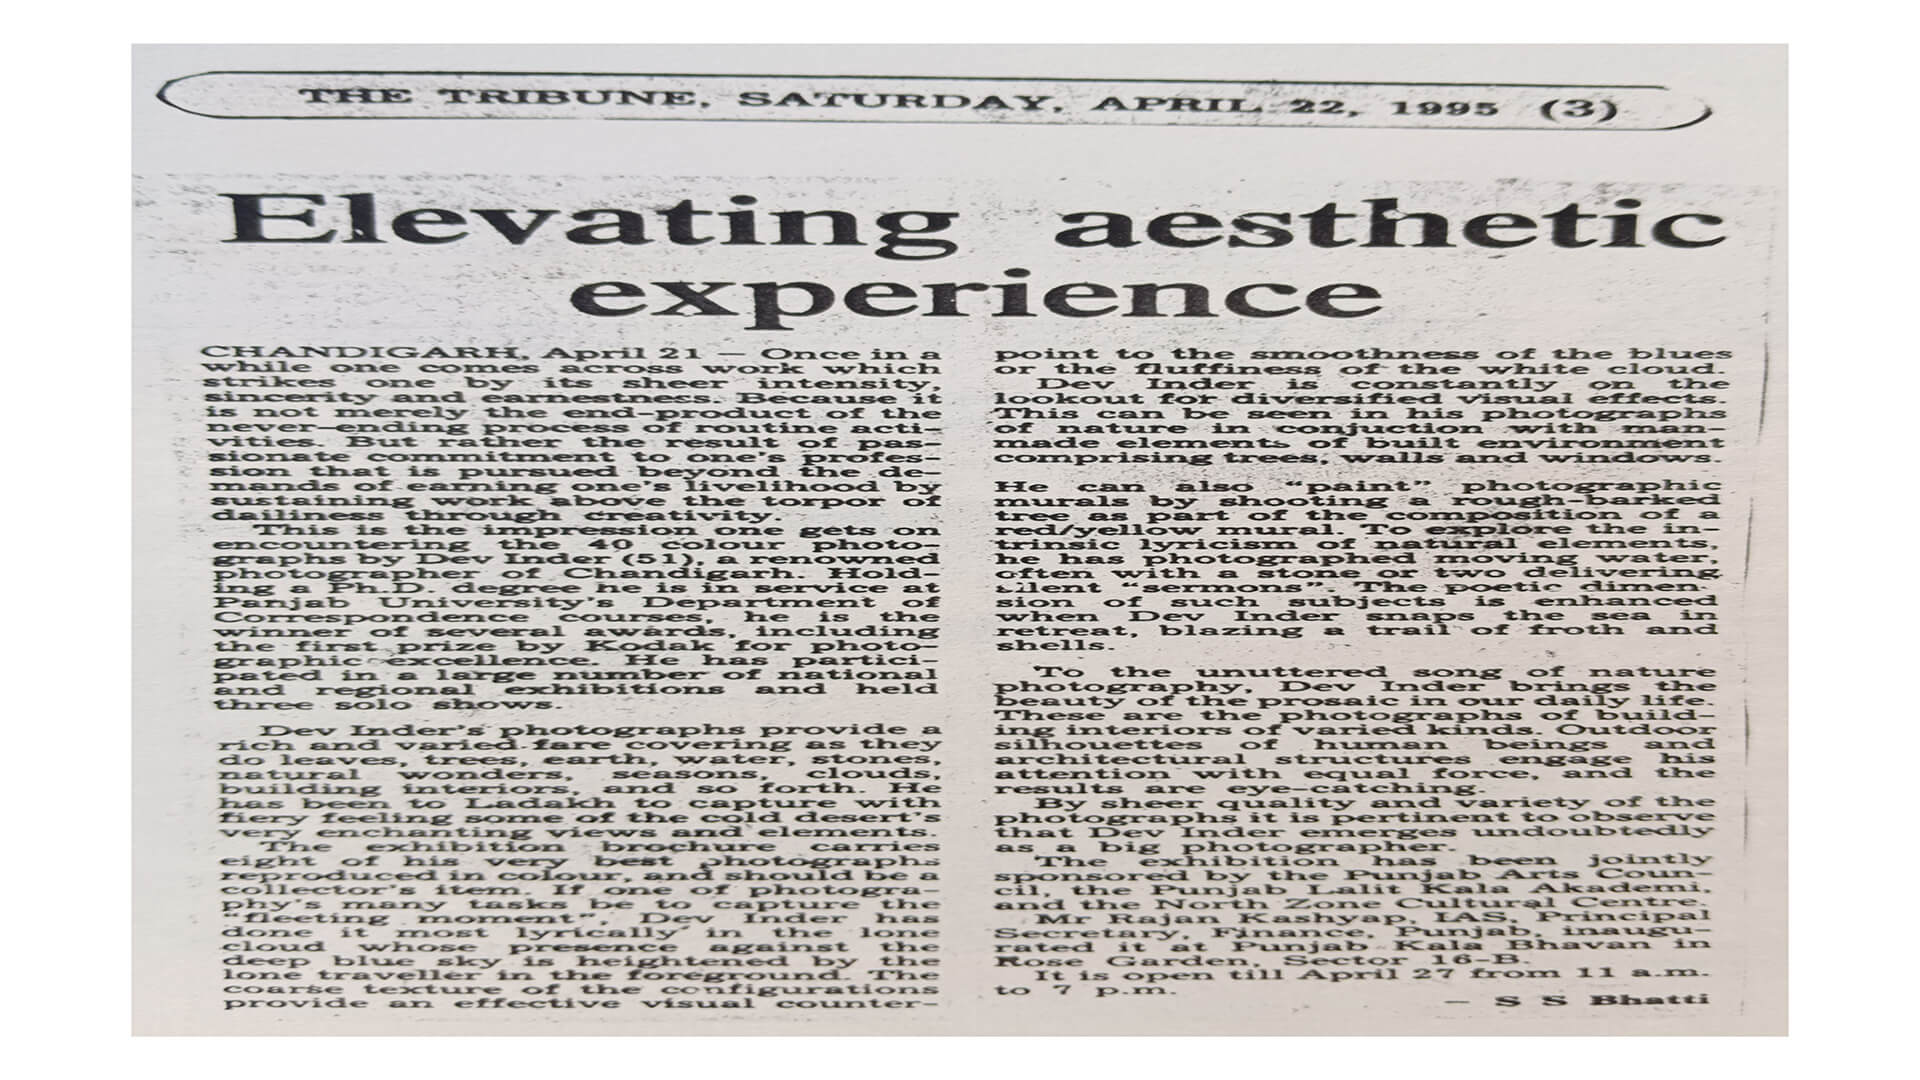 THE TRIBUNE, SATURDAY, APRIL 22, 1995 (3)
Elevating aesthetic
experience
CHANDIGARH, April 21 — Once in a
while one comes across work which
strikes one by its sheer intensity,
sincerity and earnestness. Because it
is not merely the end-product of the
never-ending process of routine acti-
vities. But rather the result of pas-
sionate commitment to one's profes-
sion that is pursued beyond the de-
mands of earning one's livelihood by
sustaining work above the torpor of
dailiness through creativity.
This is the impression one gets on
encountering the 40 colour photo-
graphs by Dev Inder (51), a renowned
photographer of Chandigarh. Hold-
ing a Ph.D. degree he is in service at
Panjab University's Department of
Correspondence courses, he is the
winner of several awards, including
the first prize by Kodak for photo-
graphic excellence. He has partici-
pated in a large number of national
and regional exhibitions and held
three solo shows.
Dev Inder's photographs provide a
rich and varied fare covering as they
do leaves, trees, earth, water, stones,
natural wonders, seasons, clouds,
building interiors, and so forth. He
has been to Ladakh to capture with
fiery feeling some of the cold desert's
very enchanting views and elements.
The exhibition brochure carries
eight of his very best photographs
reproduced in colour, and should be a
collector's item. If one of photogra-
phy's many tasks be to capture the
"fleeting moment", Dev Inder has
done it most lyrically in the lone
cloud whose presence against the
deep blue sky is heightened by the
lone traveller in the foreground. The
coarse texture of the configurations
provide an effective visual counter-
point to the smoothness of the blues
or the fluffiness of the white cloud.
Dev Inder is constantly on the
lookout for diversified visual effects.
This can be seen in his photographs
of nature in conjuction with man-
made elements of built environment
comprising trees, walls and windows.
He can also "paint" photographic
murals by shooting a rough-barked
tree as part of the composition of a
red/yellow mural. To explore the in-
trinsic lyricism of natural elements,
he has photographed moving water,
often with a stone or two delivering
silent "sermons". The poetic dimen-
sion of such subjects is enhanced
when Dev Inder snaps the sea in
retreat, blazing a trail of froth and
shells.
To the unuttered song of nature
photography, Dev Inder brings the
beauty of the prosaic in our daily life.
These are the photographs of build-
ing interiors of varied kinds. Outdoor
silhouettes of human beings and
architectural structures engage his
attention with equal force, and the
results are eye-catching.
By sheer quality and variety of the
photographs it is pertinent to observe
that Dev Inder emerges undoubtedly
as a big photographer.
The exhibition has been jointly
sponsored by the Punjab Arts Coun-
cil, the Punjab Lalit Kala Akademi,
and the North Zone Cultural Centre.
Mr Rajan Kashyap, IAS, Principal
Secretary, Finance, Punjab, inaugu-
rated it at Punjab Kala Bhavan in
Rose Garden, Sector 16-B.
It is open till April 27 from 11 a.m.
to 7 p.m.
— S S Bhatti